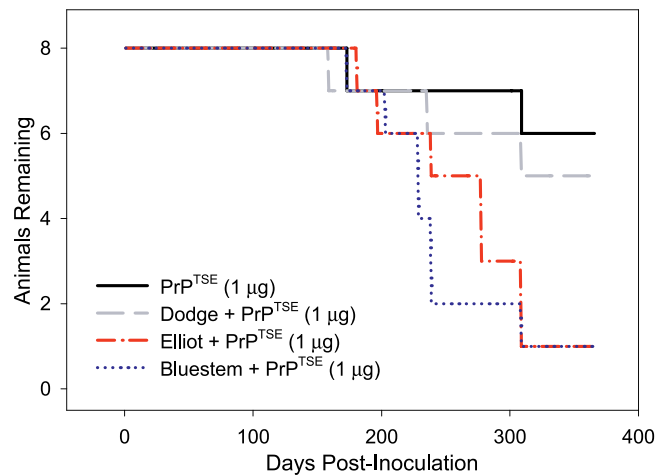 8
6
4
2
0
Animals Remaining
PrP^TSE (1 μg)
Dodge + PrP^TSE (1 μg)
Elliot + PrP^TSE (1 μg)
Bluestem + PrP^TSE (1 μg)
0 100 200 300 400
Days Post-Inoculation